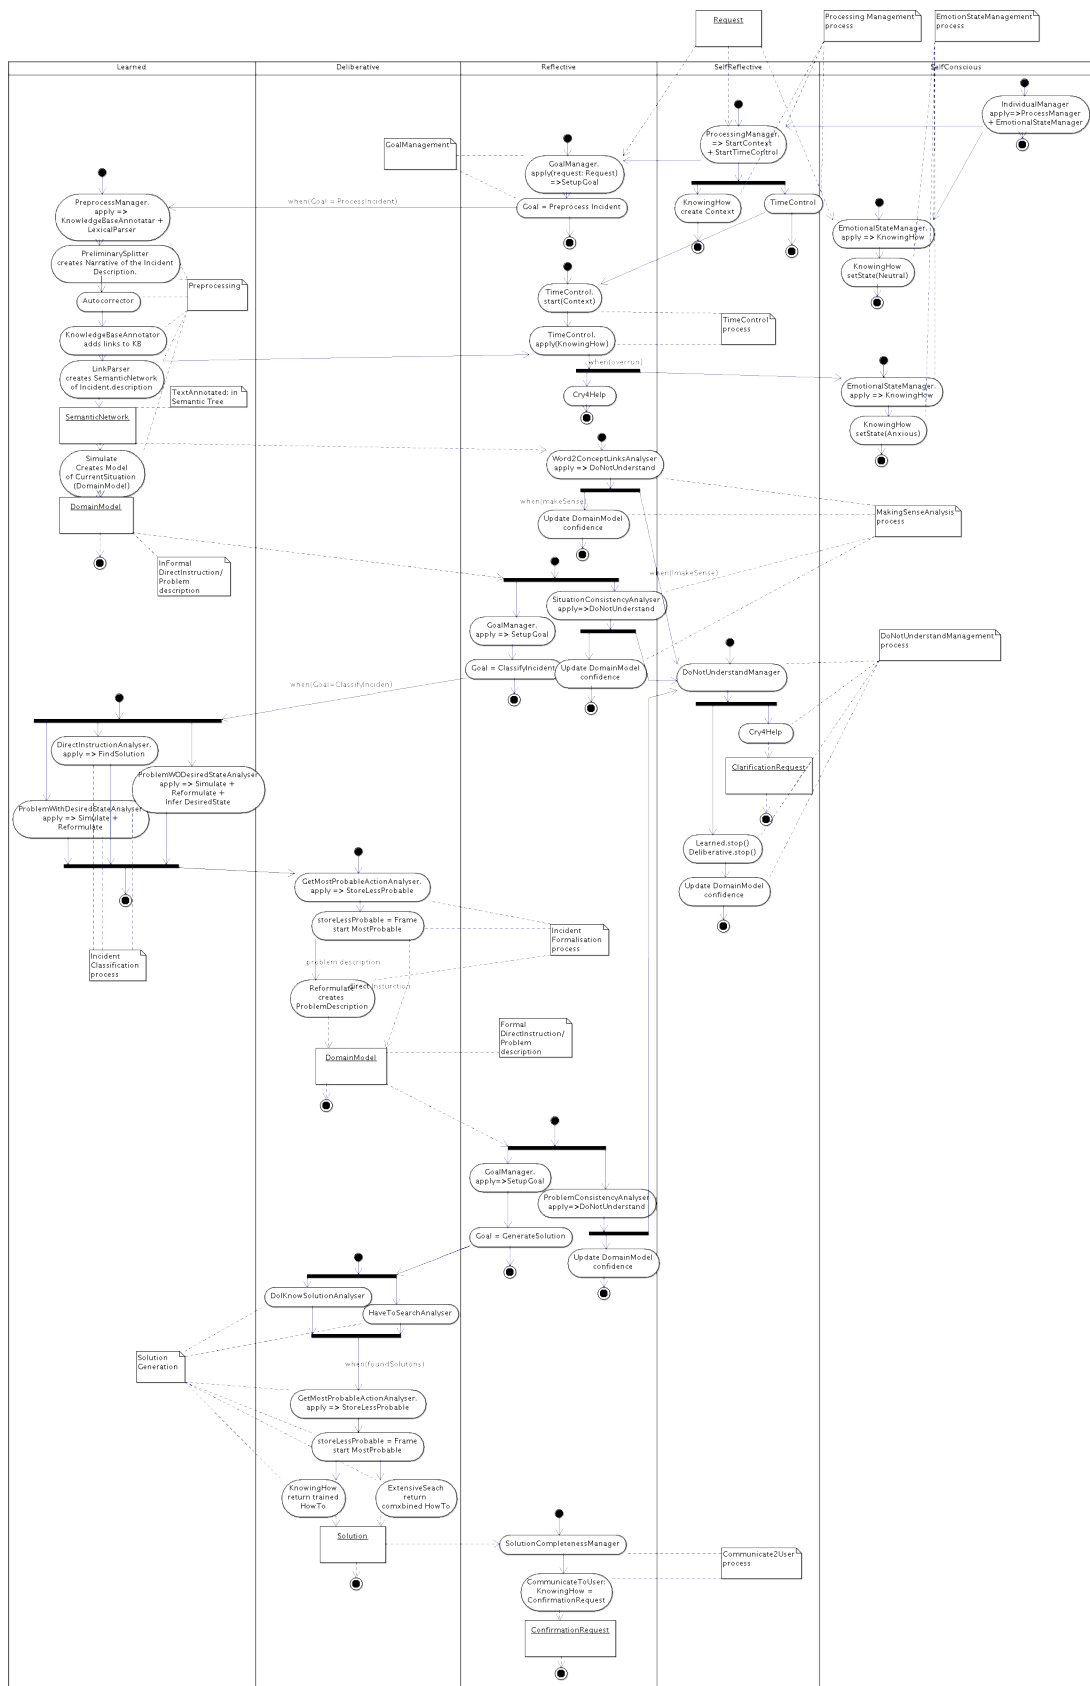 Request
Processing Management
process
EmotionStateManagement
process
Learned
Deliberative
Reflective
SelfReflective
SelfConscious
IndividualManager
apply=>ProcessManager
+ EmotionalStateManager
ProcessingManager.
=> StartContext
+ StartTimeControl
GoalManagement
GoalManager.
apply(request: Request)
=>SetupGoal
PreprocessManager.
apply =>
KnowledgeBaseAnnotatar +
LexicalParser
when(Goal = ProcessIncident)
Goal = Preprocess Incident
KnowingHow
create Context
TimeControl
EmotionalStateManager.
apply => KnowingHow
PreliminarySplitter
creates Narrative of the Incident
Description.
KnowingHow
setState(Neutral)
Preprocessing
Autocorrector
TimeControl.
start(Context)
TimeControl
process
KnowledgeBaseAnnotator
adds links to KB
TimeControl.
apply(KnowingHow)
when(overrun)
LinkParser
creates SemanticNetwork
of Incident.description
TextAnnotated: in
Semantic Tree
Cry4Help
EmotionalStateManager.
apply => KnowingHow
SemanticNetwork
KnowingHow
setState(Anxious)
Simulate
Creates Model
of CurrentSituation
(DomainModel)
Word2ConceptLinksAnalyser
apply => DoNotUnderstand
when(makeSense)
DomainModel
Update DomainModel
confidence
MakingSenseAnalysis
process
InFormal
DirectInstruction/
Problem
description
when(!makeSense)
SituationConsistencyAnalyser
apply=>DoNotUnderstand
GoalManager.
apply => SetupGoal
DoNotUnderstandManagement
process
Goal = ClassifyIncident
Update DomainModel
confidence
DoNotUnderstandManager
when(Goal=ClassifyInciden)
Cry4Help
DirectInstructionAnalyser.
apply => FindSolution
ClarificationRequest
ProblemWODesiredStateAnalyser
apply => Simulate +
Reformulate +
Infer DesiredState
ProblemWithDesiredStateAnalyser
apply => Simulate +
Reformulate
Learned.stop()
Deliberative.stop()
GetMostProbableActionAnalyser.
apply => StoreLessProbable
Update DomainModel
confidence
storeLessProbable = Frame
start MostProbable
Incident
Formalisation
process
Incident
Classification
process
problem description
direct Insturction
Reformulate
creates
ProblemDescription
Formal
DirectInstruction/
Problem
description
DomainModel
GoalManager.
apply=>SetupGoal
ProblemConsistencyAnalyser
apply=>DoNotUnderstand
Goal = GenerateSolution
Update DomainModel
confidence
DoIKnowSolutionAnalyser
HaveToSearchAnalyser
Solution
Generation
when(foundSolutons)
GetMostProbableActionAnalyser.
apply => StoreLessProbable
storeLessProbable = Frame
start MostProbable
KnowingHow
return trained
HowTo
ExtensiveSeach
return
comxbined HowTo
Solution
SolutionCompletenessManager
Communicate2User
process
CommunicateToUser:
KnowingHow =
ConfirmationRequest
ConfirmationRequest